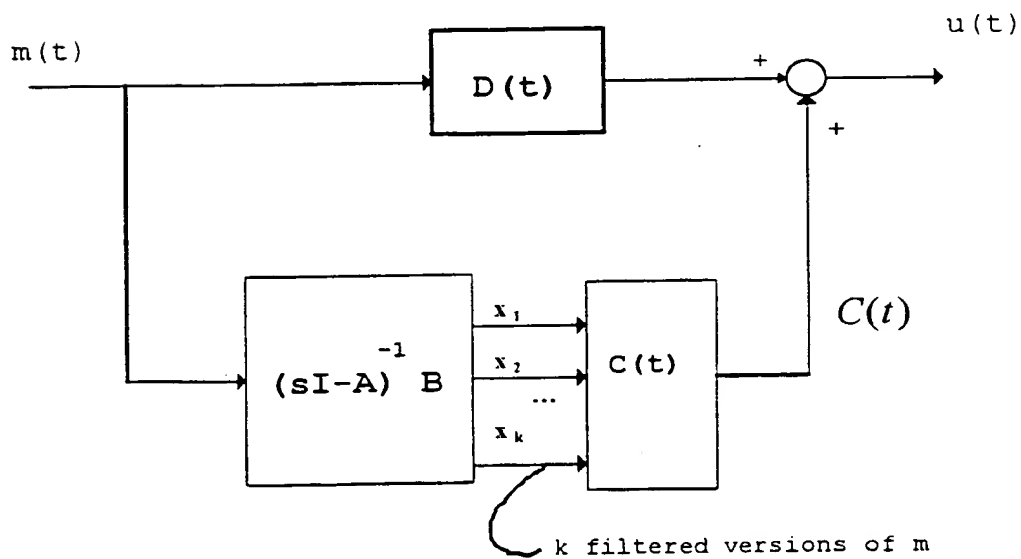 m(t)
u(t)
D(t)
+
+
(sI-A)⁻¹ B
x₁
x₂
...
xₖ
C(t)
C(t)
k filtered versions of m